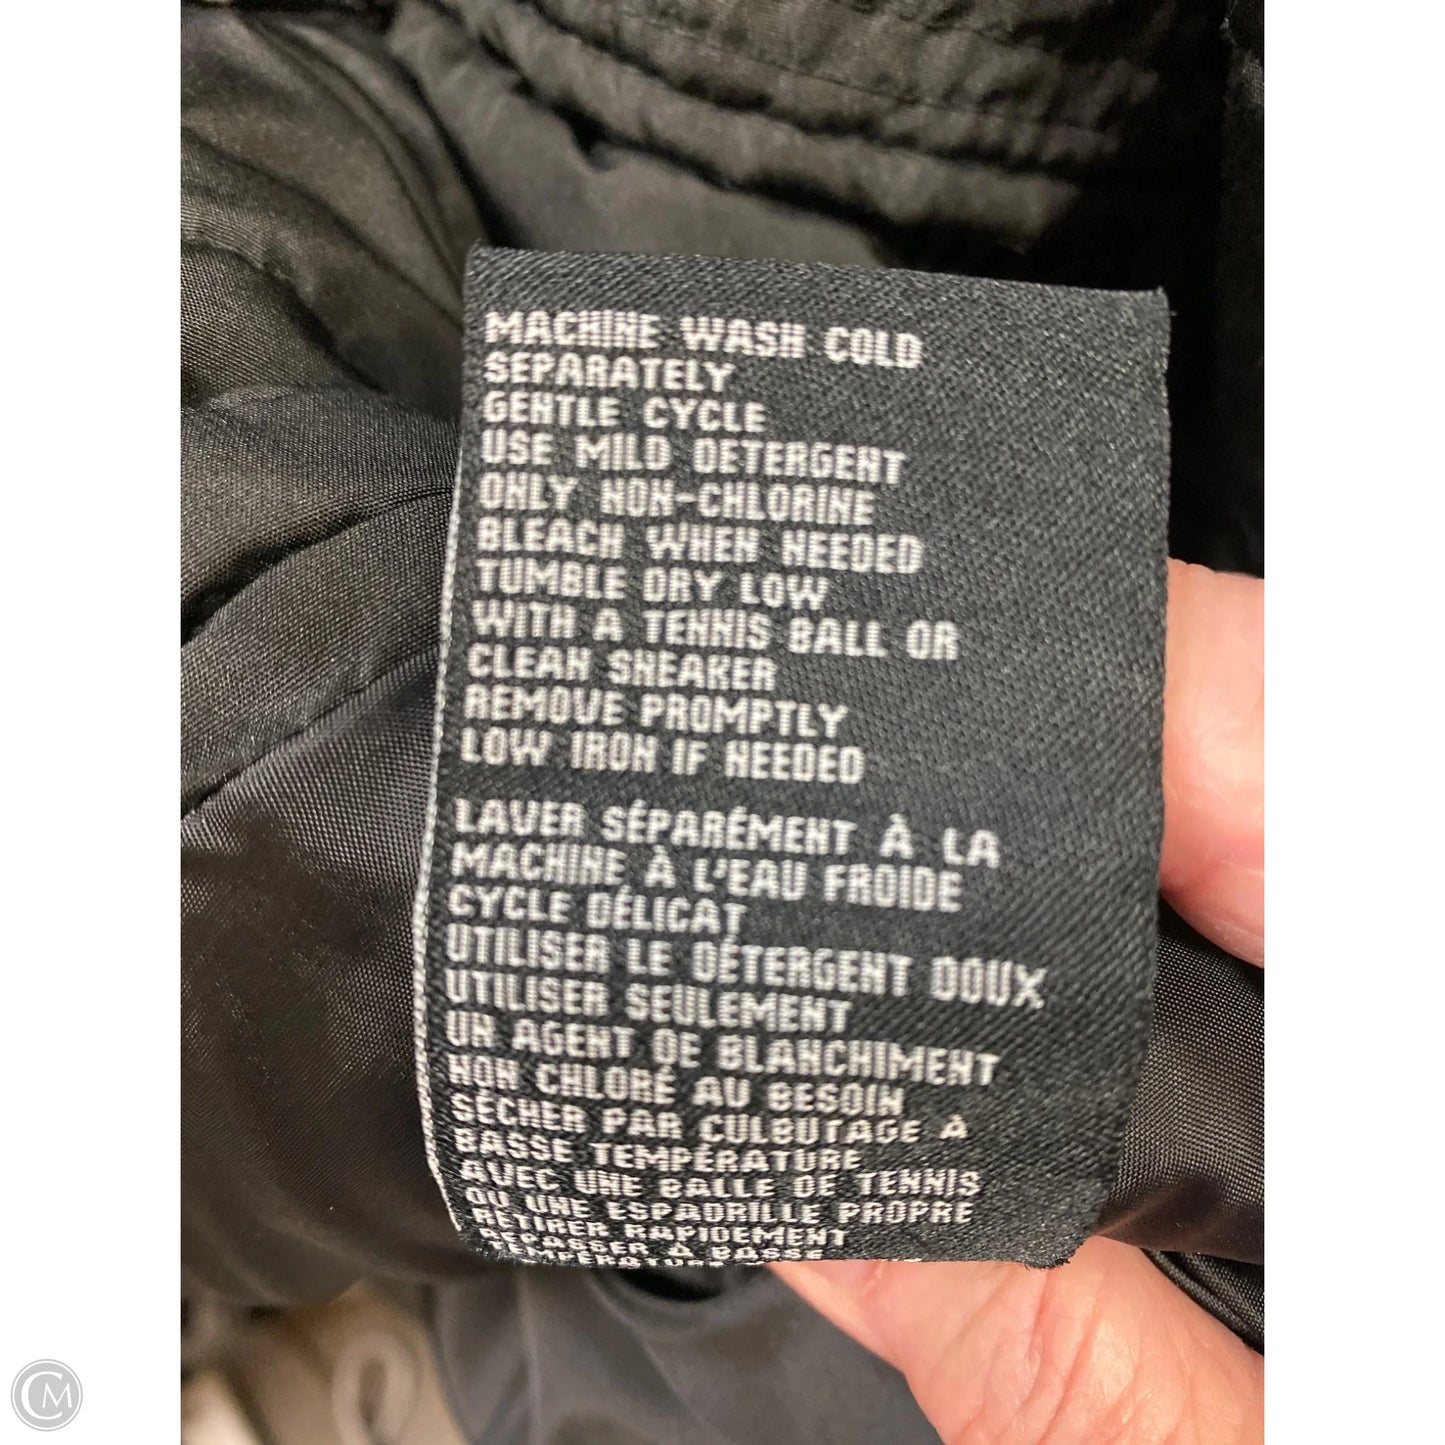 MACHINE WASH COLD
SEPARATELY
GENTLE CYCLE
USE MILD DETERGENT
ONLY NON-CHLORINE
BLEACH WHEN NEEDED
TUMBLE DRY LOW
WITH A TENNIS BALL OR
CLEAN SNEAKER
REMOVE PROMPTLY
LOW IRON IF NEEDED
LAVER SÉPARÉMENT À LA
MACHINE À L'EAU FROIDE
CYCLE DÉLICAT
UTILISER LE DÉTERGENT DOUX
UTILISER SEULEMENT
UN AGENT DE BLANCHIMENT
NON CHLORÉ AU BESOIN
SÉCHER PAR CULBUTAGE À
BASSE TEMPÉRATURE
AVEC UNE BALLE DE TENNIS
OU UNE ESPADRILLE PROPRE
RETIRER RAPIDEMENT
REPASSER À BASSE
TEMPÉRATURE
CM